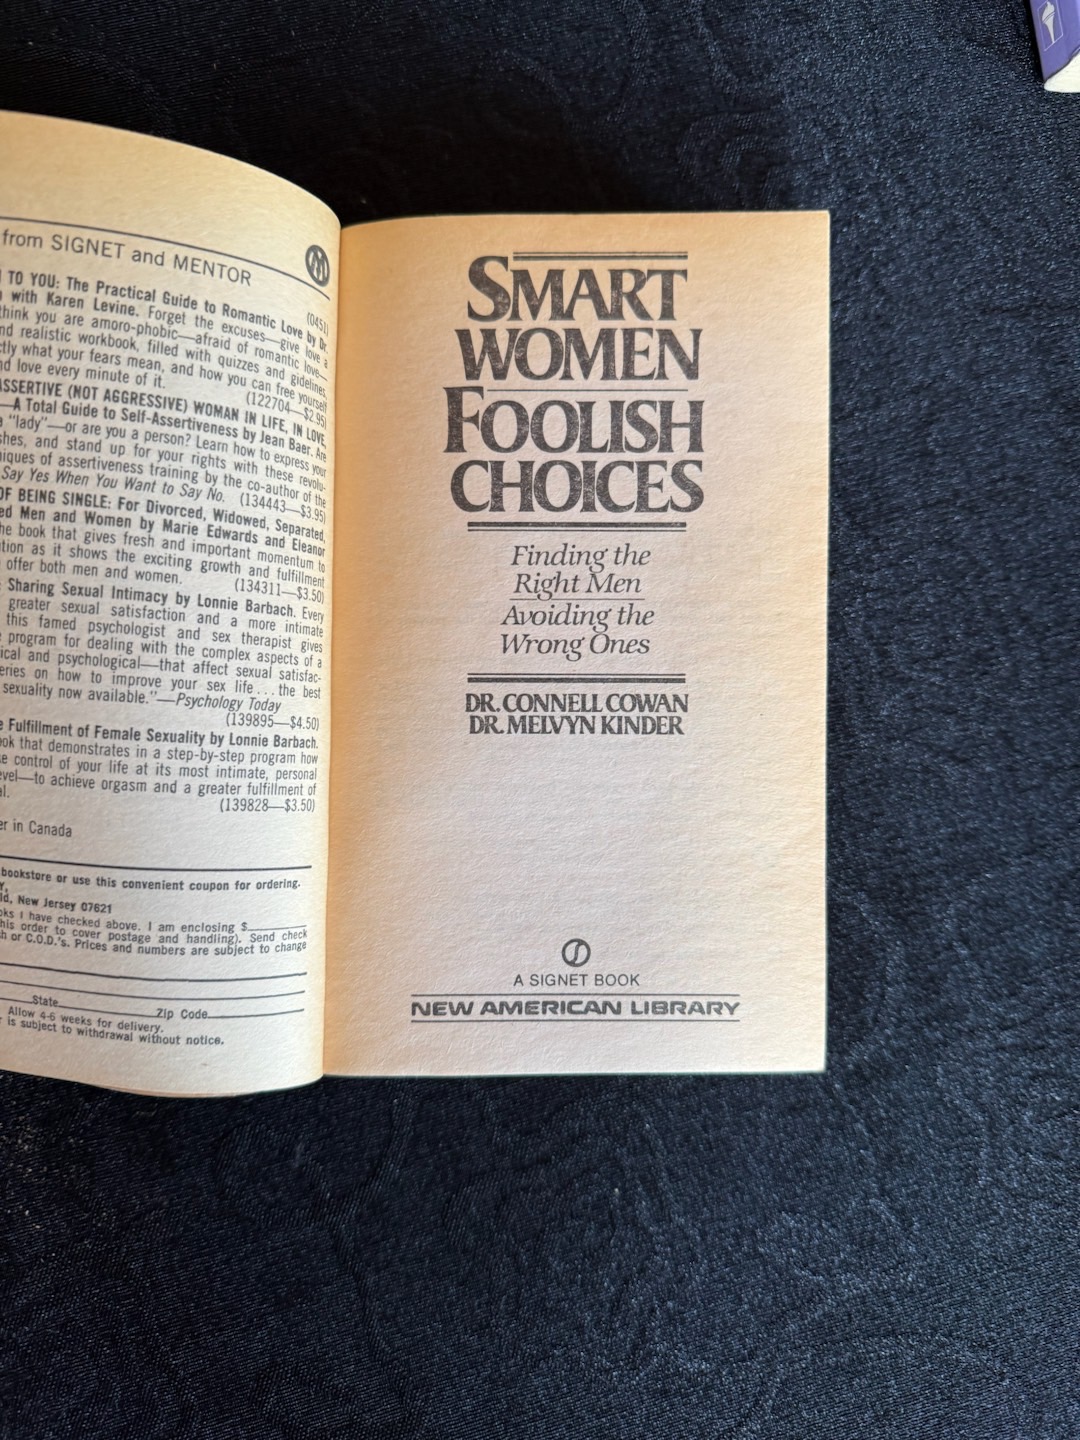 from SIGNET and MENTOR
(0451)
TO YOU: The Practical Guide to Romantic Love by Dr.
with Karen Levine. Forget the excuses—give love a
think you are amoro-phobic—afraid of romantic love—
nd realistic workbook, filled with quizzes and gidelines,
ctly what your fears mean, and how you can free yourself
nd love every minute of it.
(122704—$2.95)
ASSERTIVE (NOT AGGRESSIVE) WOMAN IN LIFE, IN LOVE,
—A Total Guide to Self-Assertiveness by Jean Baer. Are
"lady"—or are you a person? Learn how to express your
shes, and stand up for your rights with these revolu-
niques of assertiveness training by the co-author of the
Say Yes When You Want to Say No. (134443—$3.95)
OF BEING SINGLE: For Divorced, Widowed, Separated,
ed Men and Women by Marie Edwards and Eleanor
he book that gives fresh and important momentum to
tion as it shows the exciting growth and fulfillment
offer both men and women. (134311—$3.50)
Sharing Sexual Intimacy by Lonnie Barbach. Every
greater sexual satisfaction and a more intimate
this famed psychologist and sex therapist gives
program for dealing with the complex aspects of a
ical and psychological—that affect sexual satisfac-
eries on how to improve your sex life . . . the best
sexuality now available."—Psychology Today
(139895—$4.50)
e Fulfillment of Female Sexuality by Lonnie Barbach.
ok that demonstrates in a step-by-step program how
e control of your life at its most intimate, personal
evel—to achieve orgasm and a greater fulfillment of
al. (139828—$3.50)
er in Canada
bookstore or use this convenient coupon for ordering.
Y,
ld, New Jersey 07621
oks I have checked above. I am enclosing $
his order to cover postage and handling). Send check
h or C.O.D.'s. Prices and numbers are subject to change
State Zip Code
Allow 4-6 weeks for delivery.
r is subject to withdrawal without notice.
SMART
WOMEN
FOOLISH
CHOICES
Finding the
Right Men
Avoiding the
Wrong Ones
DR. CONNELL COWAN
DR. MELVYN KINDER
A SIGNET BOOK
NEW AMERICAN LIBRARY